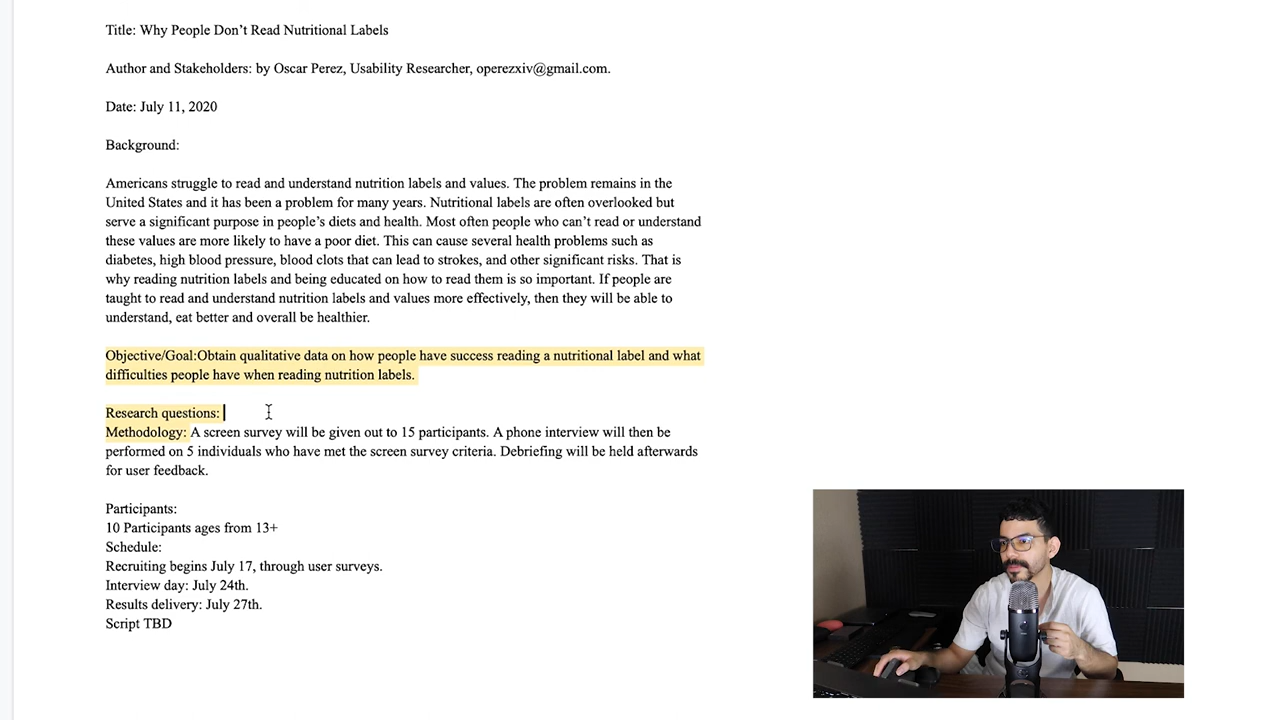 Title: Why People Don’t Read Nutritional Labels
Author and Stakeholders: by Oscar Perez, Usability Researcher, operezxiv@gmail.com.
Date: July 11, 2020
Background:
Americans struggle to read and understand nutrition labels and values. The problem remains in the
United States and it has been a problem for many years. Nutritional labels are often overlooked but
serve a significant purpose in people’s diets and health. Most often people who can’t read or understand
these values are more likely to have a poor diet. This can cause several health problems such as
diabetes, high blood pressure, blood clots that can lead to strokes, and other significant risks. That is
why reading nutrition labels and being educated on how to read them is so important. If people are
taught to read and understand nutrition labels and values more effectively, then they will be able to
understand, eat better and overall be healthier.
Objective/Goal:Obtain qualitative data on how people have success reading a nutritional label and what
difficulties people have when reading nutrition labels.
Research questions:
Methodology: A screen survey will be given out to 15 participants. A phone interview will then be
performed on 5 individuals who have met the screen survey criteria. Debriefing will be held afterwards
for user feedback.
Participants:
10 Participants ages from 13+
Schedule:
Recruiting begins July 17, through user surveys.
Interview day: July 24th.
Results delivery: July 27th.
Script TBD